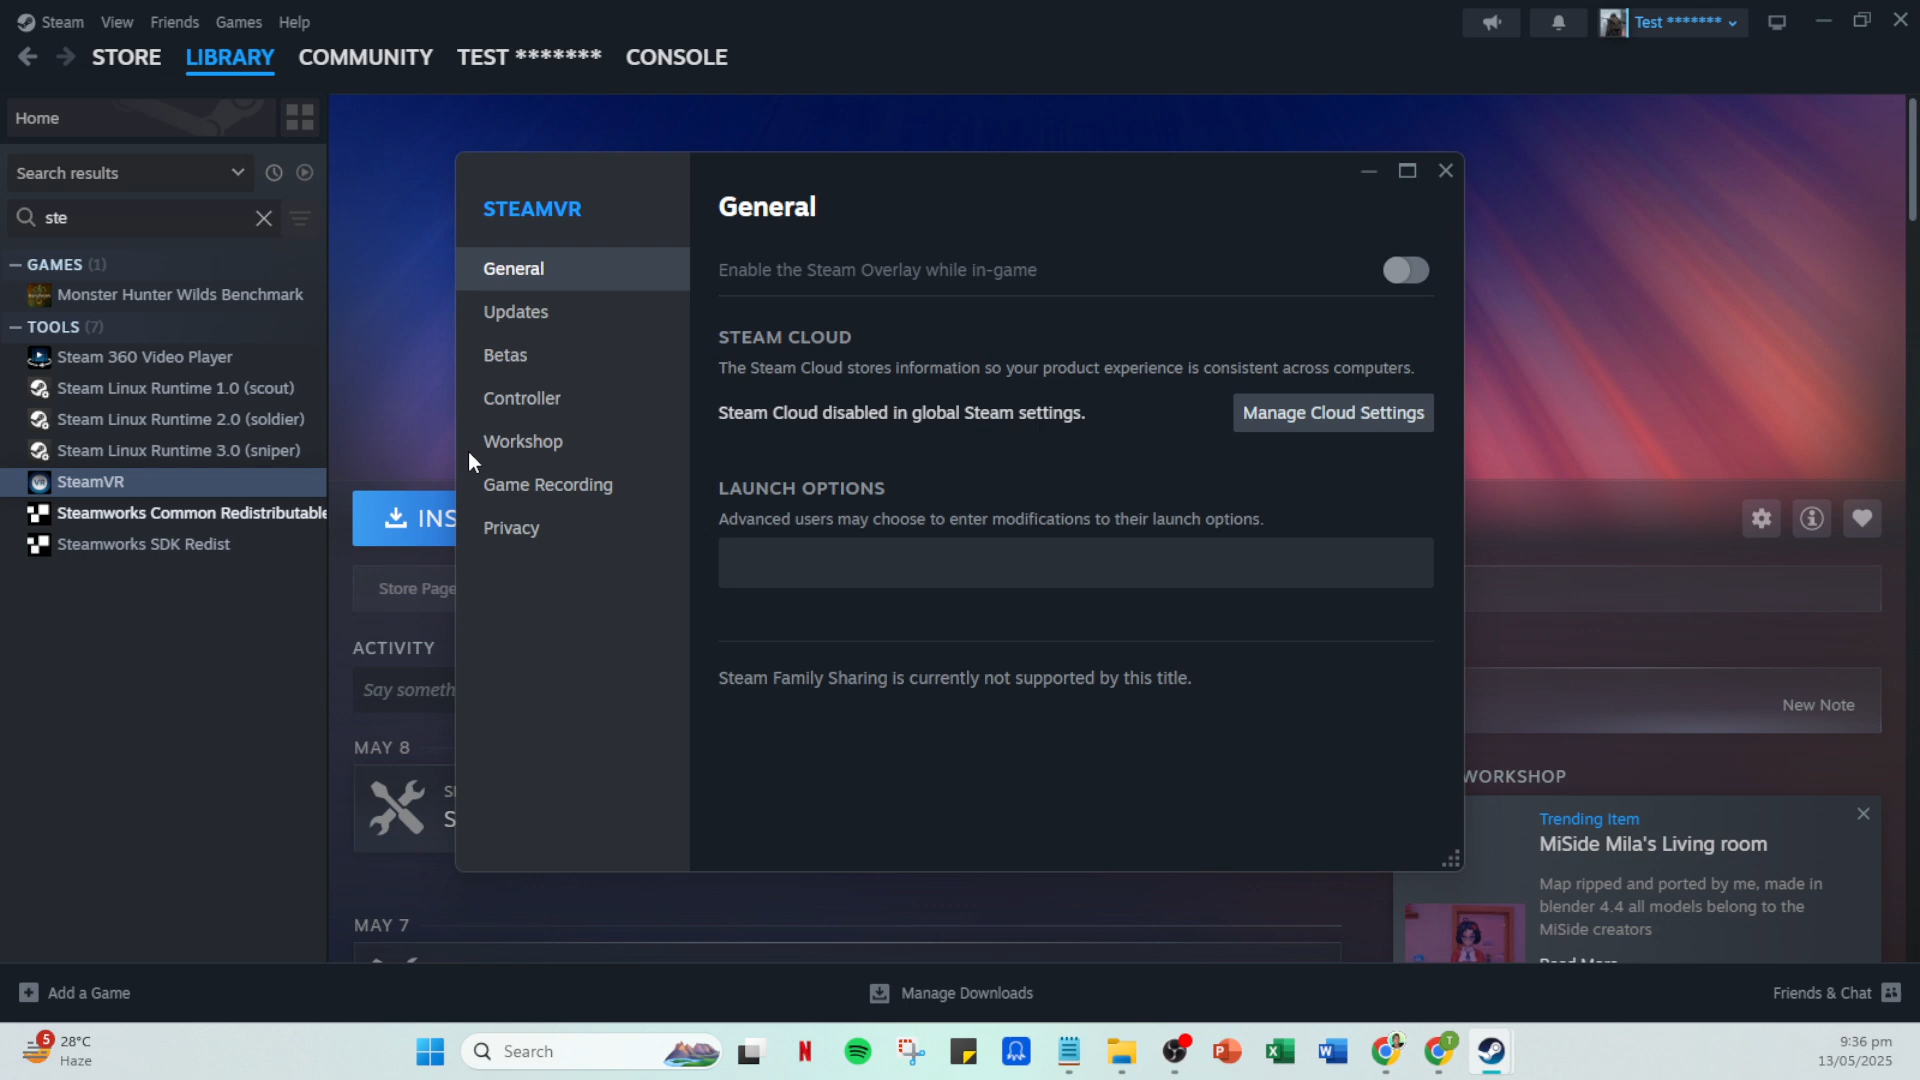 Steam View Friends Games Help
Test *******
STORE LIBRARY COMMUNITY TEST ******* CONSOLE
Home
Search results
ste
— GAMES (1)
Monster Hunter Wilds Benchmark
— TOOLS (7)
Steam 360 Video Player
Steam Linux Runtime 1.0 (scout)
Steam Linux Runtime 2.0 (soldier)
Steam Linux Runtime 3.0 (sniper)
SteamVR
Steamworks Common Redistributable
Steamworks SDK Redist
STEAMVR
General
Updates
Betas
Controller
Workshop
Game Recording
Privacy
General
Enable the Steam Overlay while in-game
STEAM CLOUD
The Steam Cloud stores information so your product experience is consistent across computers.
Steam Cloud disabled in global Steam settings. Manage Cloud Settings
LAUNCH OPTIONS
Advanced users may choose to enter modifications to their launch options.
Steam Family Sharing is currently not supported by this title.
INS
Store Page
ACTIVITY
Say someth
MAY 8
S
S
MAY 7
New Note
WORKSHOP
Trending Item
MiSide Mila's Living room
Map ripped and ported by me, made in
blender 4.4 all models belong to the
MiSide creators
Read More
Add a Game
Manage Downloads
Friends & Chat
5
28°C
Haze
Search
9:36 pm
13/05/2025